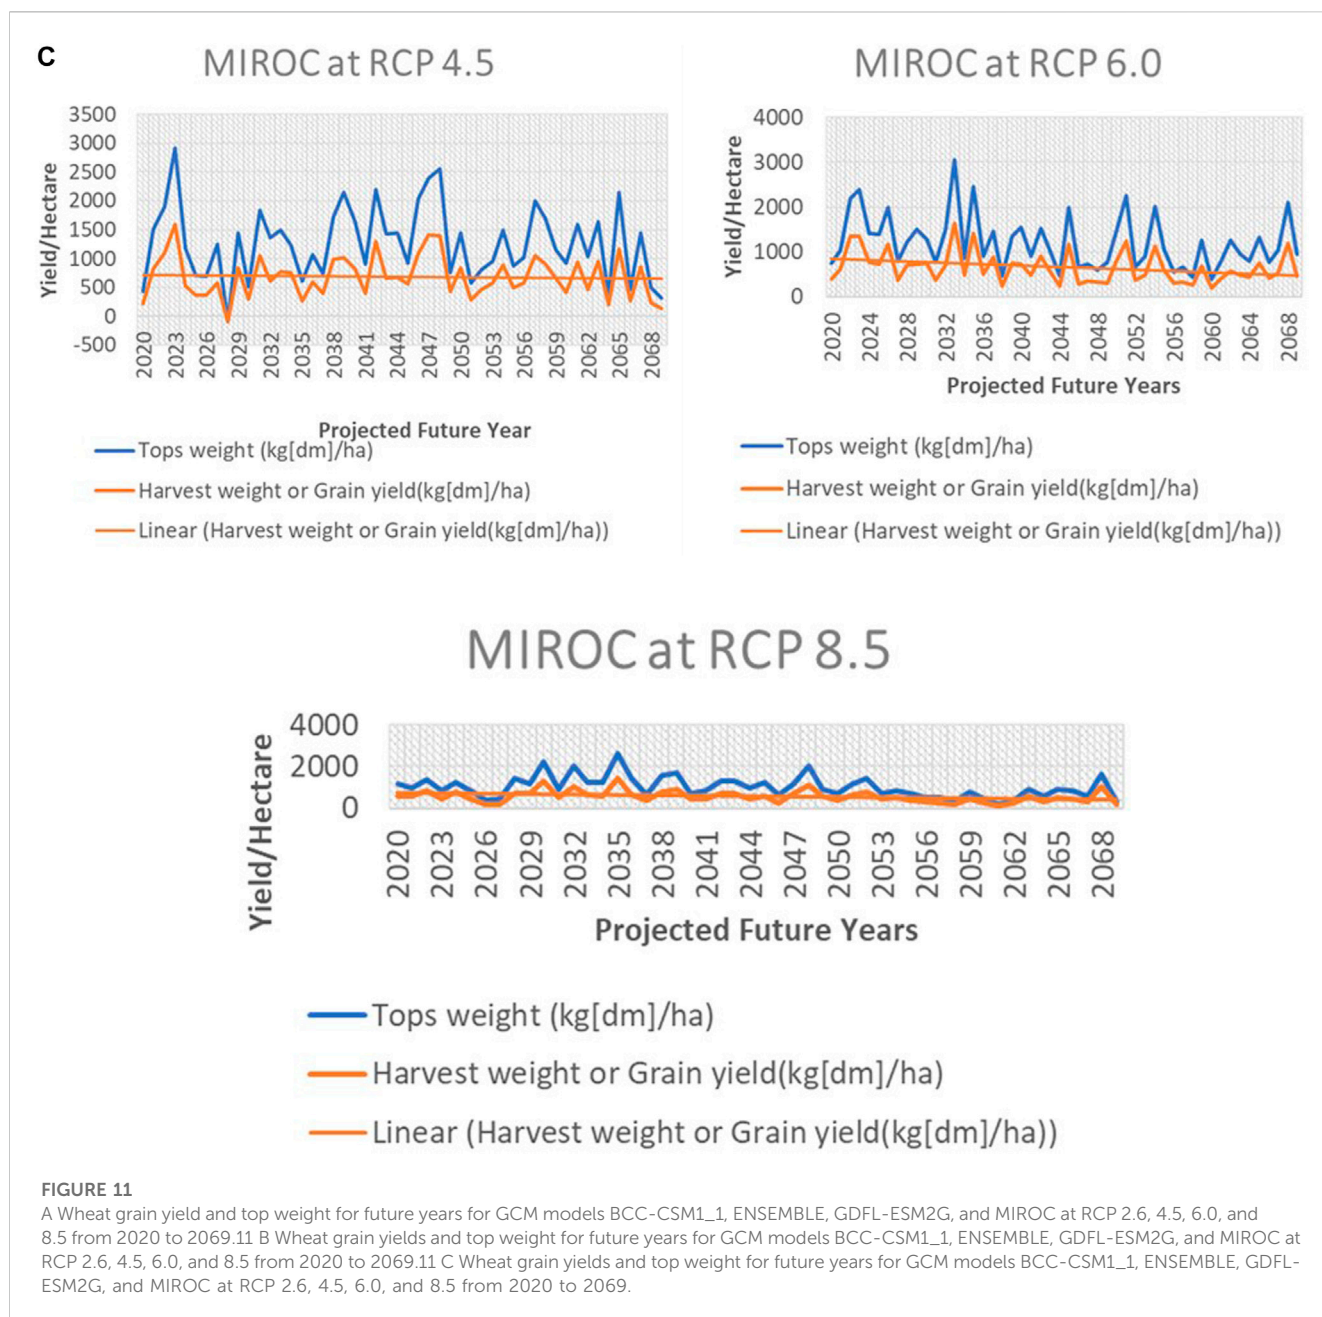 C
MIROC at RCP 4.5
Yield/Hectare
3500
3000
2500
2000
1500
1000
500
0
-500
2020
2023
2026
2029
2032
2035
2038
2041
2044
2047
2050
2053
2056
2059
2062
2065
2068
Projected Future Year
Tops weight (kg[dm]/ha)
Harvest weight or Grain yield(kg[dm]/ha)
Linear (Harvest weight or Grain yield(kg[dm]/ha))
MIROC at RCP 6.0
Yield/Hectare
4000
3000
2000
1000
0
2020
2024
2028
2032
2036
2040
2044
2048
2052
2056
2060
2064
2068
Projected Future Years
Tops weight (kg[dm]/ha)
Harvest weight or Grain yield(kg[dm]/ha)
Linear (Harvest weight or Grain yield(kg[dm]/ha))
MIROC at RCP 8.5
Yield/Hectare
4000
2000
0
2020
2023
2026
2029
2032
2035
2038
2041
2044
2047
2050
2053
2056
2059
2062
2065
2068
Projected Future Years
Tops weight (kg[dm]/ha)
Harvest weight or Grain yield(kg[dm]/ha)
Linear (Harvest weight or Grain yield(kg[dm]/ha))
FIGURE 11
A Wheat grain yield and top weight for future years for GCM models BCC-CSM1_1, ENSEMBLE, GDFL-ESM2G, and MIROC at RCP 2.6, 4.5, 6.0, and
8.5 from 2020 to 2069.11 B Wheat grain yields and top weight for future years for GCM models BCC-CSM1_1, ENSEMBLE, GDFL-ESM2G, and MIROC at
RCP 2.6, 4.5, 6.0, and 8.5 from 2020 to 2069.11 C Wheat grain yields and top weight for future years for GCM models BCC-CSM1_1, ENSEMBLE, GDFL-
ESM2G, and MIROC at RCP 2.6, 4.5, 6.0, and 8.5 from 2020 to 2069.